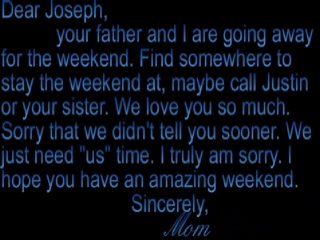 Dear Joseph,
your father and I are going away
for the weekend. Find somewhere to
stay the weekend at, maybe call Justin
or your sister. We love you so much.
Sorry that we didn't tell you sooner. We
just need "us" time. I truly am sorry. I
hope you have an amazing weekend.
Sincerely,
Mom